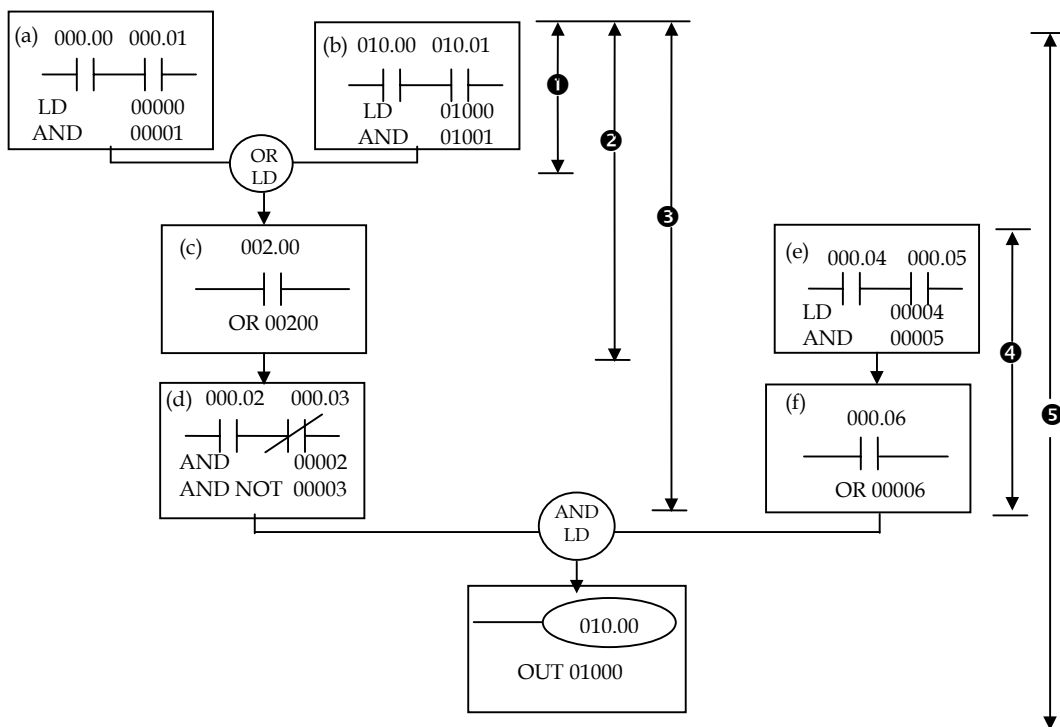 (a) 000.00 000.01
LD 00000
AND 00001
(b) 010.00 010.01
LD 01000
AND 01001
OR
LD
❶
❷
❸
(c) 002.00
OR 00200
(d) 000.02 000.03
AND 00002
AND NOT 00003
(e) 000.04 000.05
LD 00004
AND 00005
(f) 000.06
OR 00006
❹
❺
AND
LD
010.00
OUT 01000